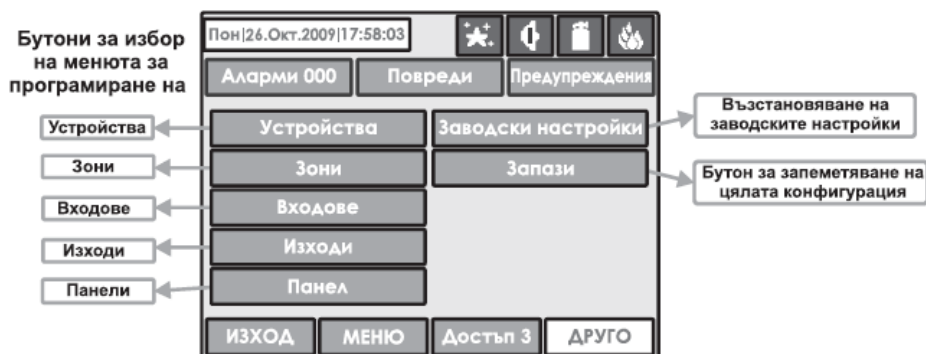 Бутони за избор
на менюта за
програмиране на
Пон|26.Окт.2009|17:58:03
Аларми 000 Повреди Предупреждения
Устройства
Зони
Входове
Изходи
Панели
Устройства
Зони
Входове
Изходи
Панел
Заводски настройки
Запази
Възстановяване на
заводските настройки
Бутон за запеметяване на
цялата конфигурация
ИЗХОД МЕНЮ Достъп 3 ДРУГО